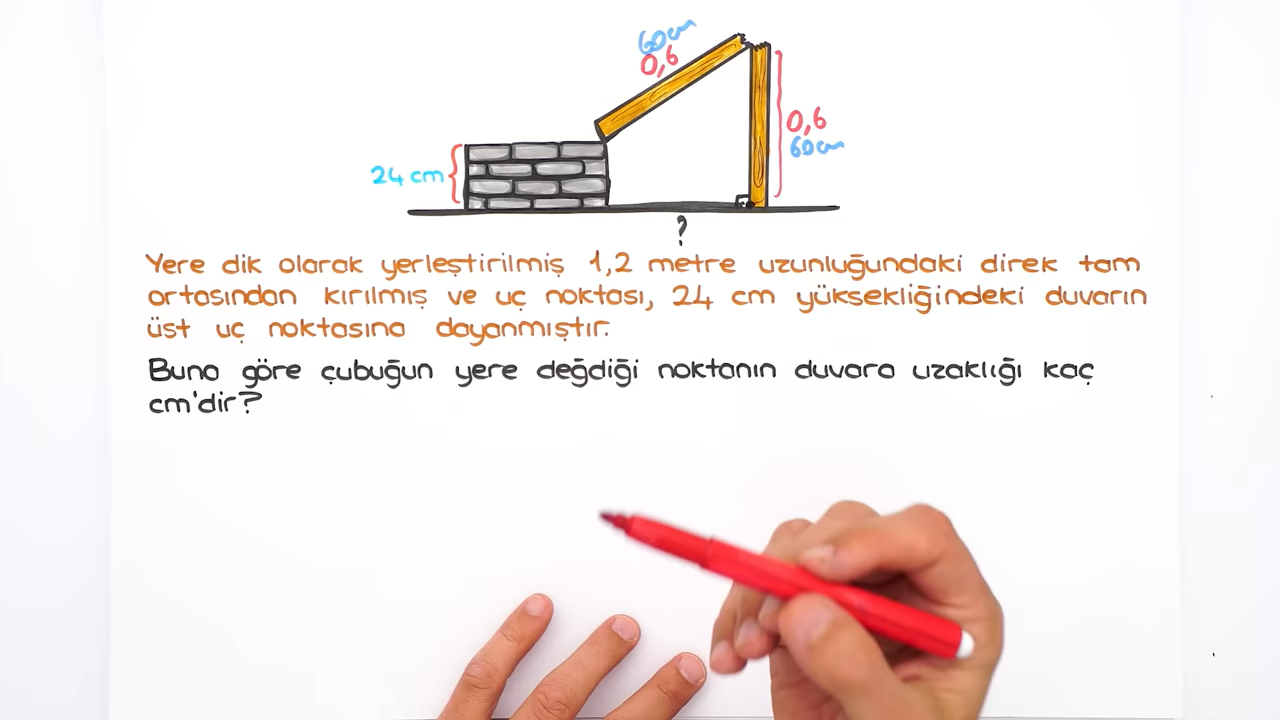 60cm
0,6
0,6
60cm
24 cm
?
Yere dik olarak yerleştirilmiş 1,2 metre uzunluğundaki direk tam
ortasından kırılmış ve uç noktası, 24 cm yüksekliğindeki duvarın
üst uç noktasına dayanmıştır.
Buna göre çubuğun yere değdiği noktanın duvara uzaklığı kaç
cm'dir?